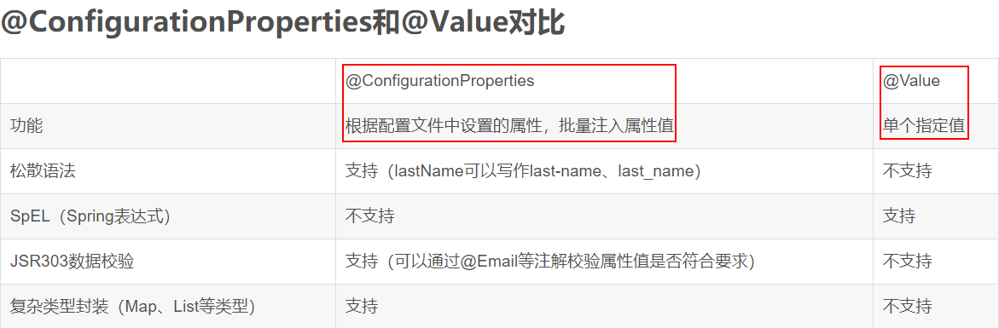 @ConfigurationProperties和@Value对比
@ConfigurationProperties @Value
功能 根据配置文件中设置的属性，批量注入属性值 单个指定值
松散语法 支持（lastName可以写作last-name、last_name） 不支持
SpEL（Spring表达式） 不支持 支持
JSR303数据校验 支持（可以通过@Email等注解校验属性值是否符合要求） 不支持
复杂类型封装（Map、List等类型） 支持 不支持